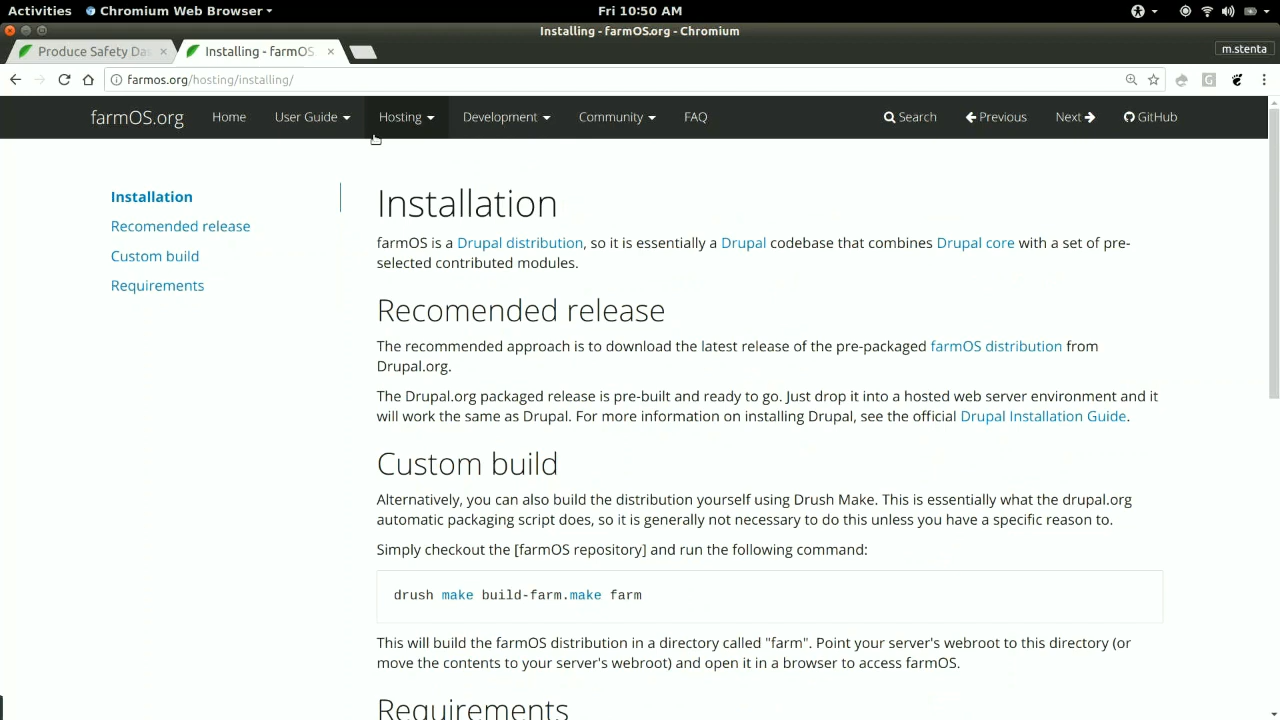 Activities Chromium Web Browser Fri 10:50 AM
Installing - farmOS.org - Chromium
Produce Safety Da Installing - farmOS m.stenta
farmos.org/hosting/installing/
farmOS.org Home User Guide Hosting Development Community FAQ Search Previous Next GitHub
Installation
Recomended release
Custom build
Requirements
Installation
farmOS is a Drupal distribution, so it is essentially a Drupal codebase that combines Drupal core with a set of pre-
selected contributed modules.
Recomended release
The recommended approach is to download the latest release of the pre-packaged farmOS distribution from
Drupal.org.
The Drupal.org packaged release is pre-built and ready to go. Just drop it into a hosted web server environment and it
will work the same as Drupal. For more information on installing Drupal, see the official Drupal Installation Guide.
Custom build
Alternatively, you can also build the distribution yourself using Drush Make. This is essentially what the drupal.org
automatic packaging script does, so it is generally not necessary to do this unless you have a specific reason to.
Simply checkout the [farmOS repository] and run the following command:
drush make build-farm.make farm
This will build the farmOS distribution in a directory called "farm". Point your server's webroot to this directory (or
move the contents to your server's webroot) and open it in a browser to access farmOS.
Requirements